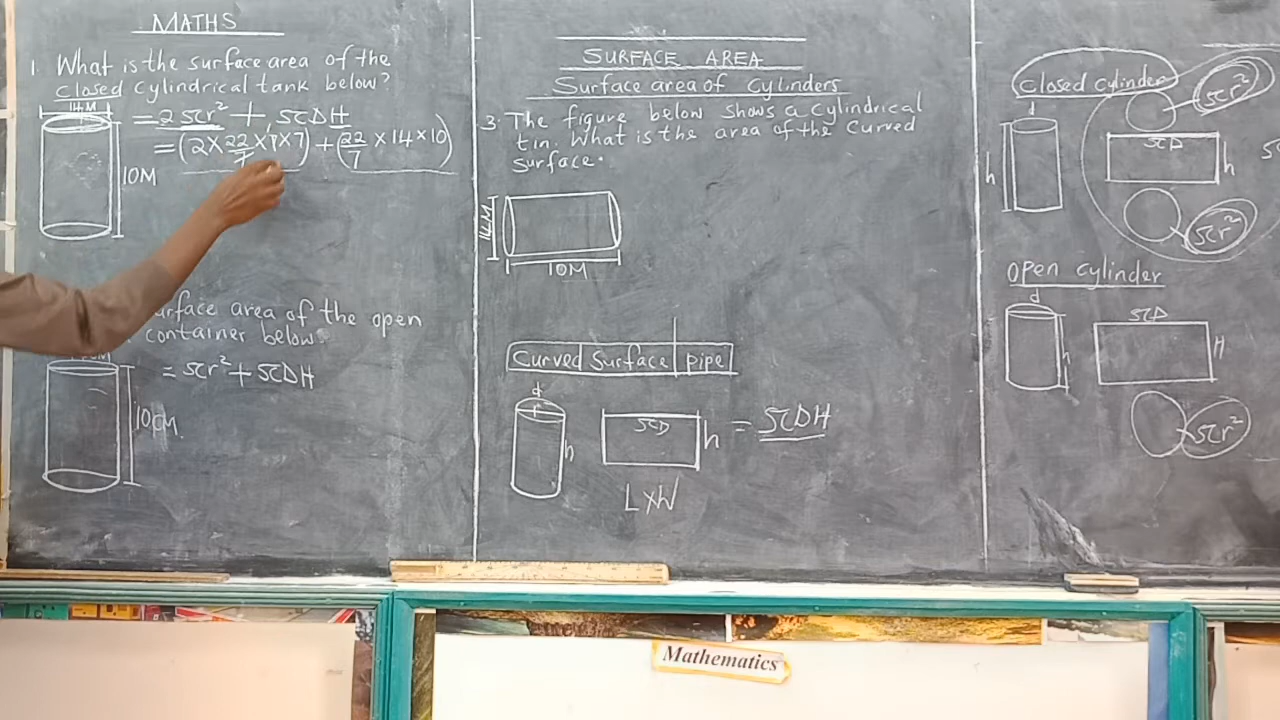 MATHS
1. What is the surface area of the
closed cylindrical tank below?
14M
= 2πr² + πDH
= (2×22/7×7×7)+(22/7×14×10)
10M
urface area of the open
container below.
= πr²+πDH
10CM.
SURFACE AREA
Surface area of Cylinders
3. The figure below shows a cylindrical
tin. What is the area of the Curved
surface.
14M
10M
Curved Surface pipe
d
r
h
πD
h
= πDH
L×W
Closed cylinder
d
h
πr²
πD
h
πr²
Open cylinder
d
h
πD
H
πr²
Mathematics